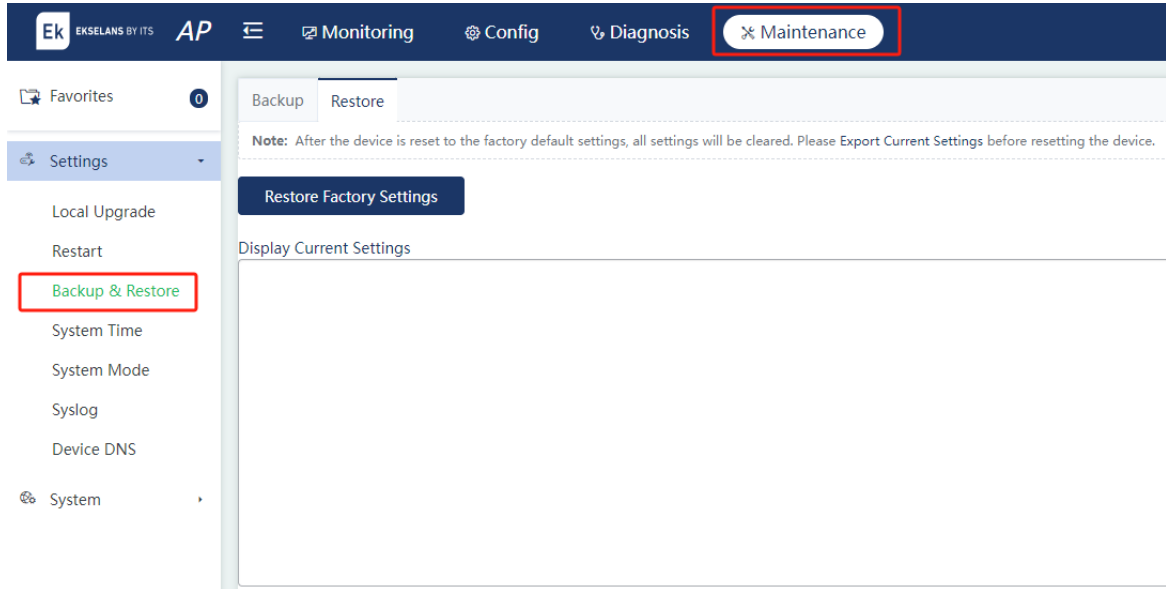 Ek EKSELANS BY ITS AP Monitoring Config Diagnosis Maintenance
Favorites 0
Settings
Local Upgrade
Restart
Backup & Restore
System Time
System Mode
Syslog
Device DNS
System
Backup Restore
Note: After the device is reset to the factory default settings, all settings will be cleared. Please Export Current Settings before resetting the device.
Restore Factory Settings
Display Current Settings